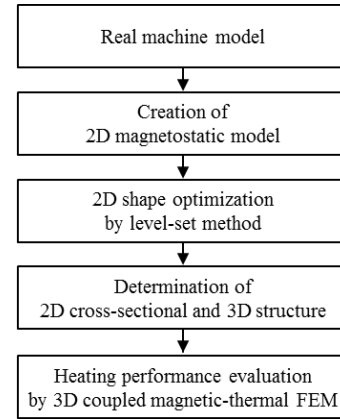 Real machine model
Creation of
2D magnetostatic model
2D shape optimization
by level-set method
Determination of
2D cross-sectional and 3D structure
Heating performance evaluation
by 3D coupled magnetic-thermal FEM